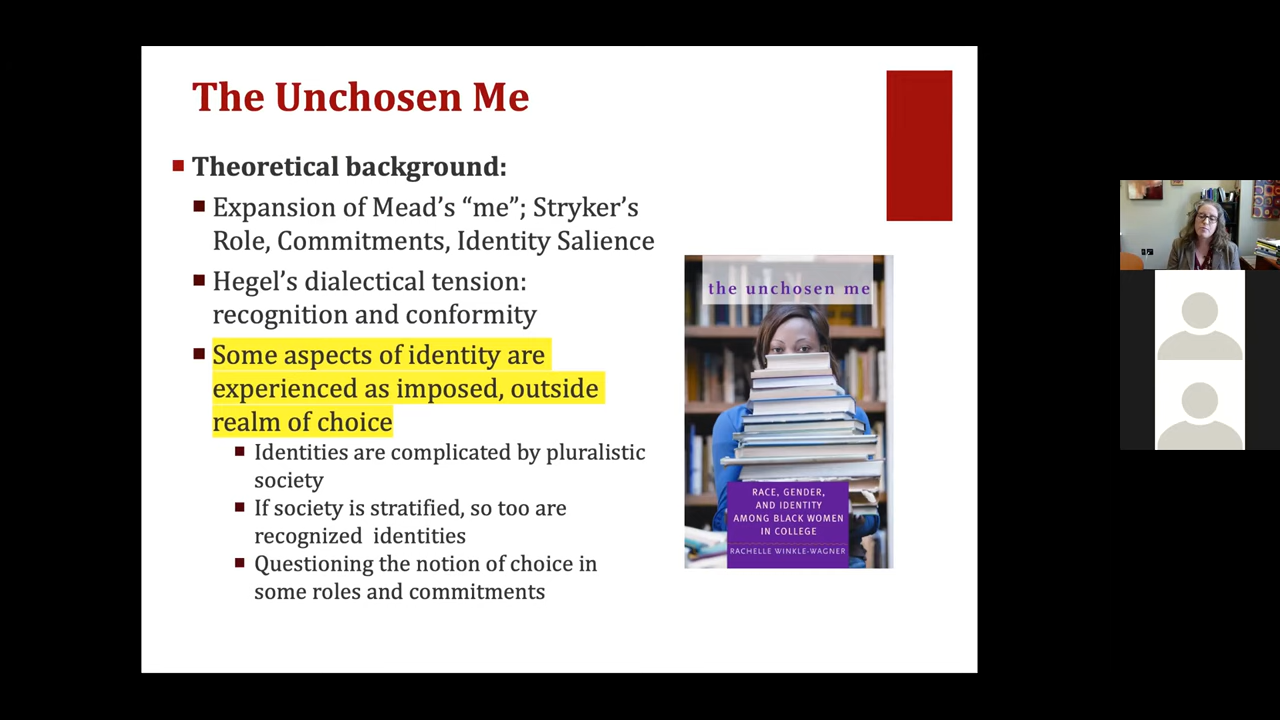 The Unchosen Me
Theoretical background:
Expansion of Mead’s “me”; Stryker’s
Role, Commitments, Identity Salience
Hegel’s dialectical tension:
recognition and conformity
Some aspects of identity are
experienced as imposed, outside
realm of choice
Identities are complicated by pluralistic
society
If society is stratified, so too are
recognized identities
Questioning the notion of choice in
some roles and commitments
the unchosen me
RACE, GENDER,
AND IDENTITY
AMONG BLACK WOMEN
IN COLLEGE
RACHELLE WINKLE-WAGNER